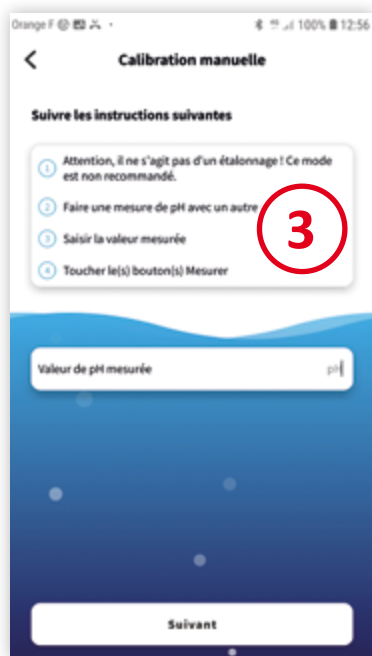 Orange F 100% 12:56
Calibration manuelle
Suivre les instructions suivantes
1 Attention, il ne s'agit pas d'un étalonnage ! Ce mode
est non recommandé.
2 Faire une mesure de pH avec un autre
3 Saisir la valeur mesurée
4 Toucher le(s) bouton(s) Mesurer
3
Valeur de pH mesurée pH
Suivant